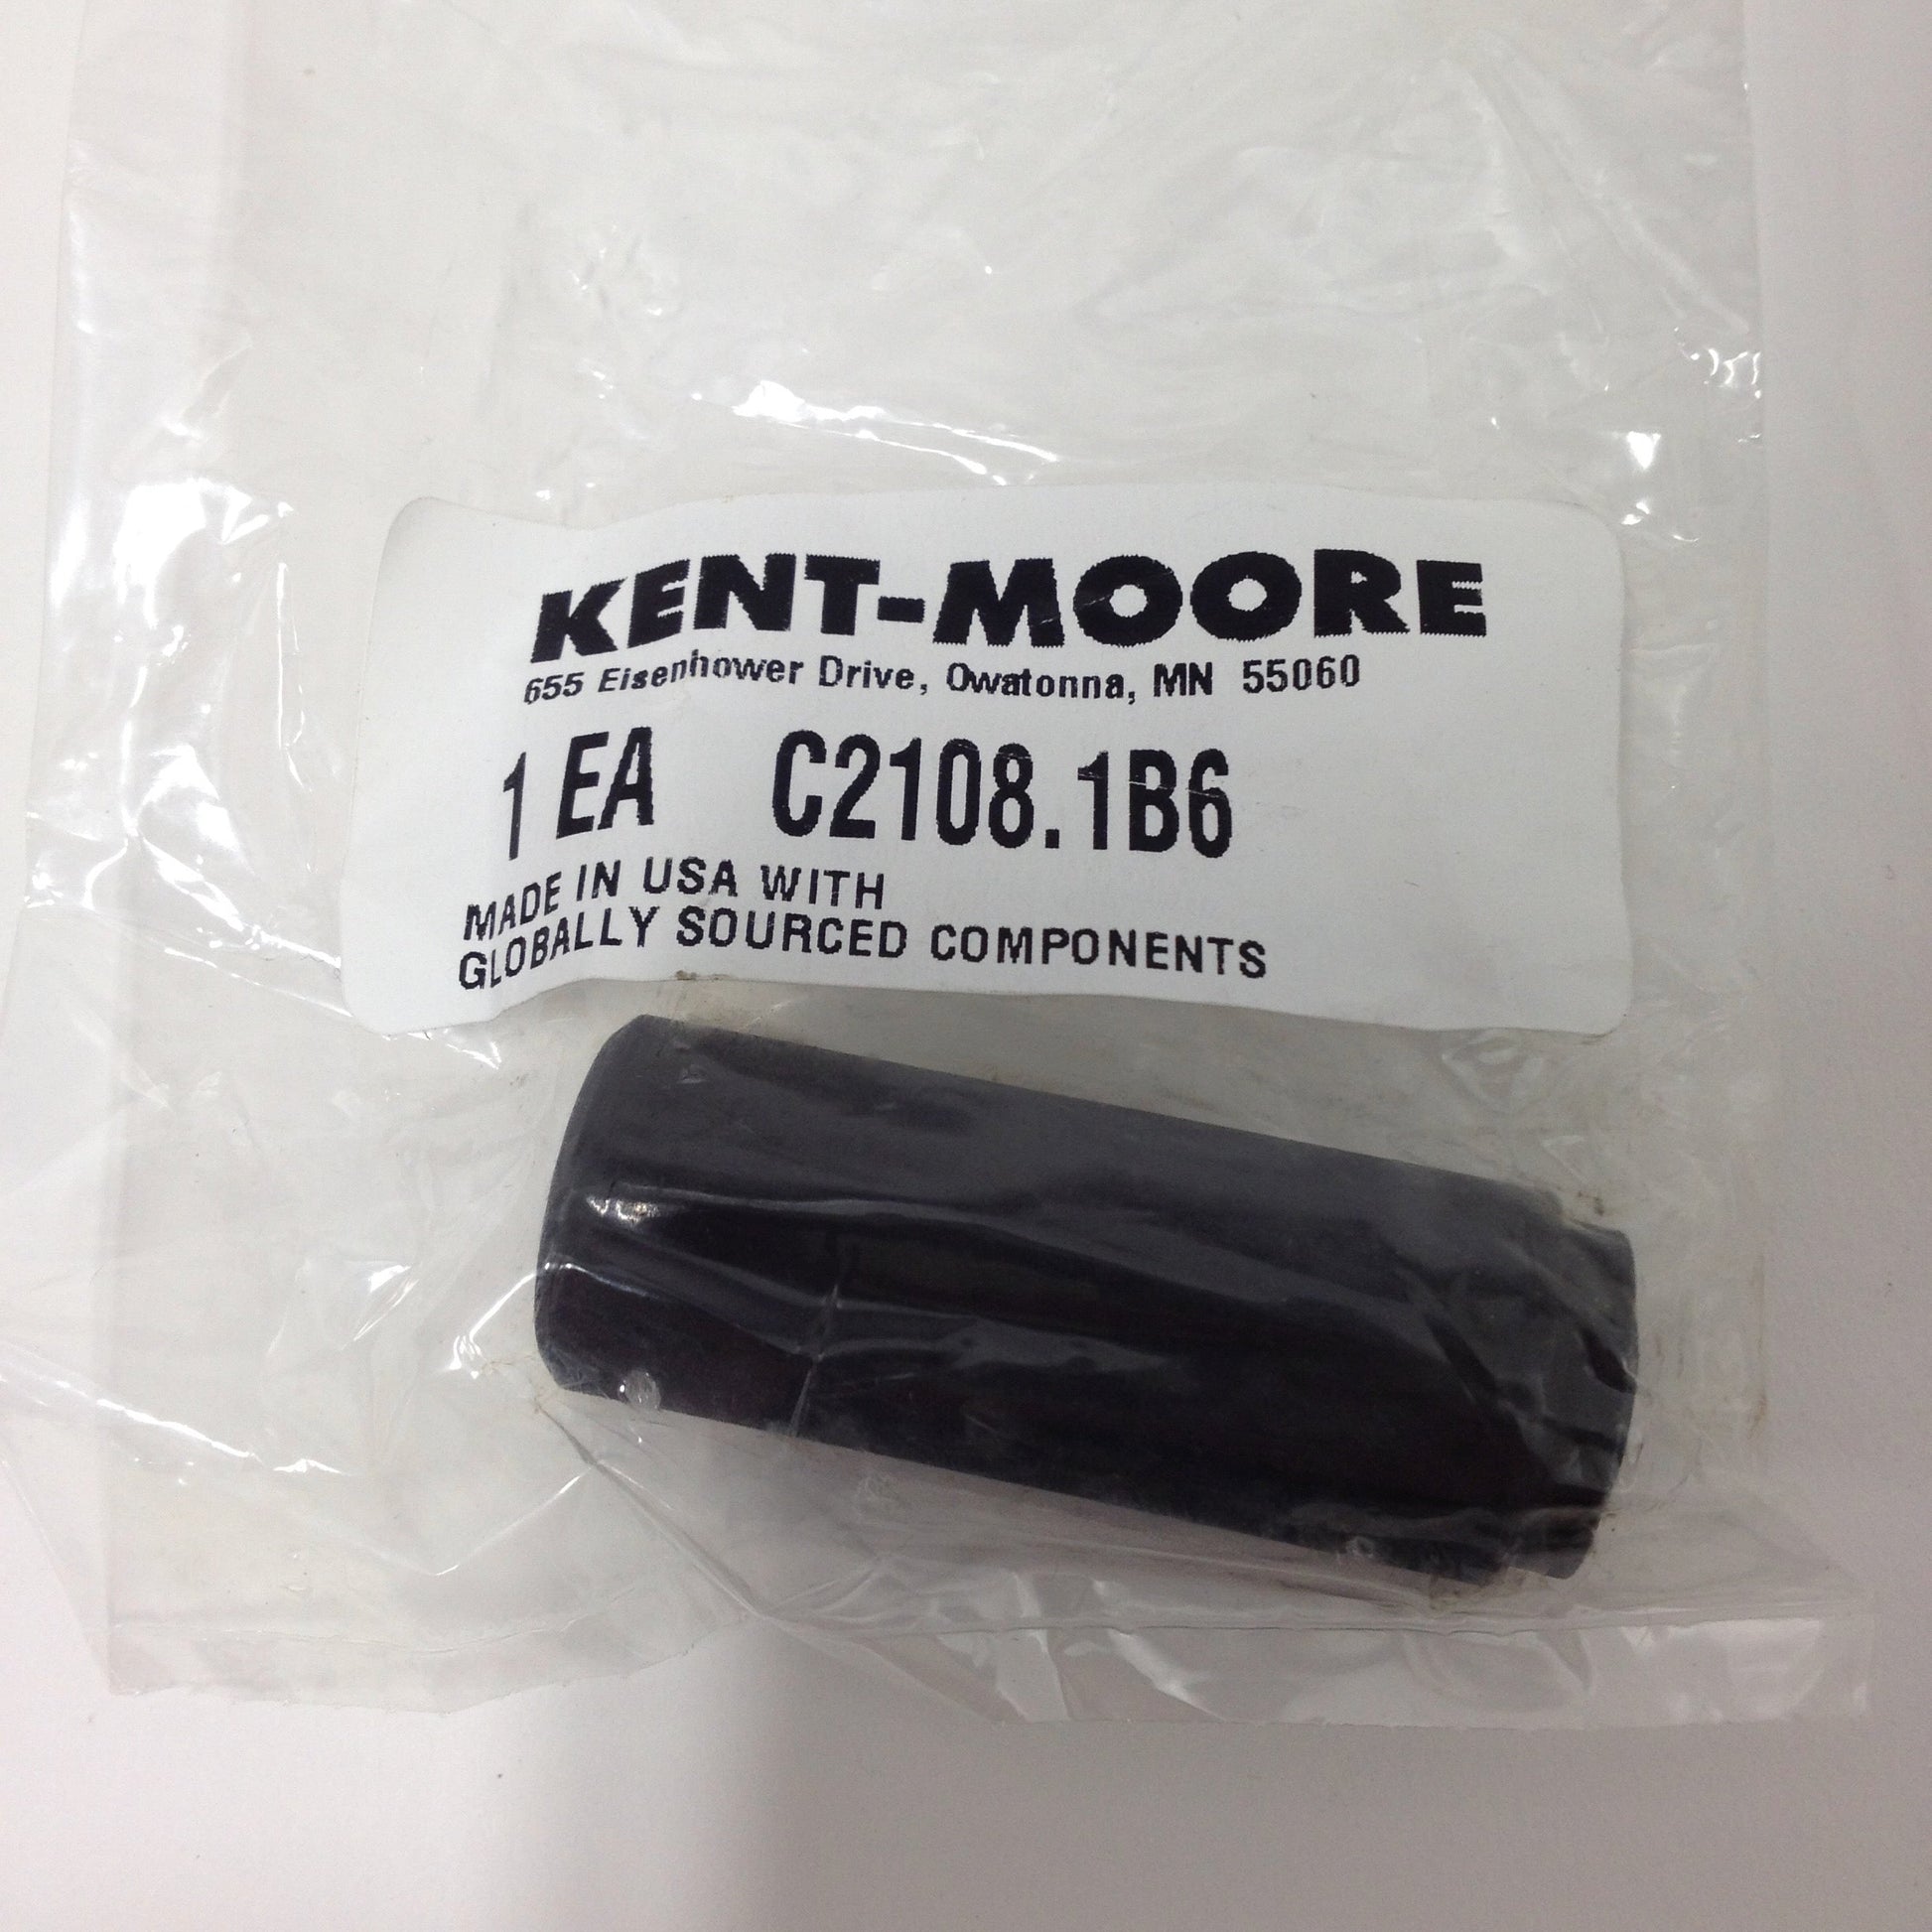 KENT-MOORE
655 Eisenhower Drive, Owatonna, MN 55060
1 EA C2108.1B6
MADE IN USA WITH
GLOBALLY SOURCED COMPONENTS